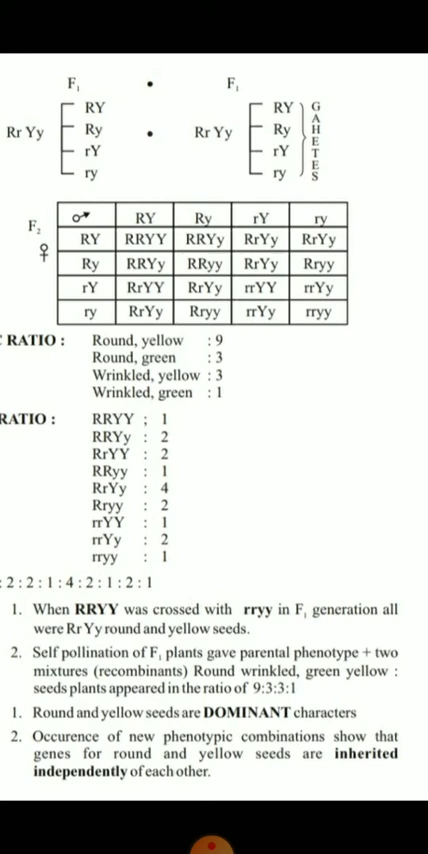 F₁ • F₁
RY RY
Ry Ry
Rr Yy • Rr Yy
rY rY
ry ry
GAHETES
F₂
♂ RY Ry rY ry
♀
RY RRYY RRYy RrYy RrYy
Ry RRYy RRyy RrYy Rryy
rY RrYY RrYy rrYY rrYy
ry RrYy Rryy rrYy rryy
C RATIO : Round, yellow : 9
Round, green : 3
Wrinkled, yellow : 3
Wrinkled, green : 1
RATIO : RRYY ; 1
RRYy : 2
RrYY : 2
RRyy : 1
RrYy : 4
Rryy : 2
rrYY : 1
rrYy : 2
rryy : 1
: 2 : 2 : 1 : 4 : 2 : 1 : 2 : 1
1. When RRYY was crossed with rryy in F₁ generation all
were Rr Yy round and yellow seeds.
2. Self pollination of F₁ plants gave parental phenotype + two
mixtures (recombinants) Round wrinkled, green yellow :
seeds plants appeared in the ratio of 9:3:3:1
1. Round and yellow seeds are DOMINANT characters
2. Occurence of new phenotypic combinations show that
genes for round and yellow seeds are inherited
independently of each other.